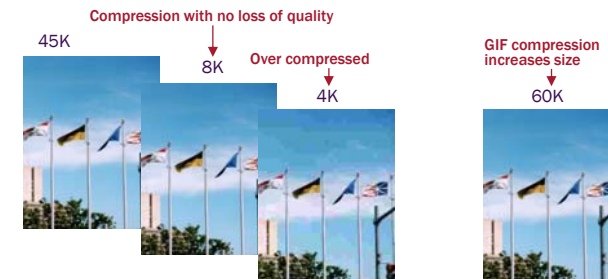 Compression with no loss of quality
45K
8K
Over compressed
4K
GIF compression
increases size
60K